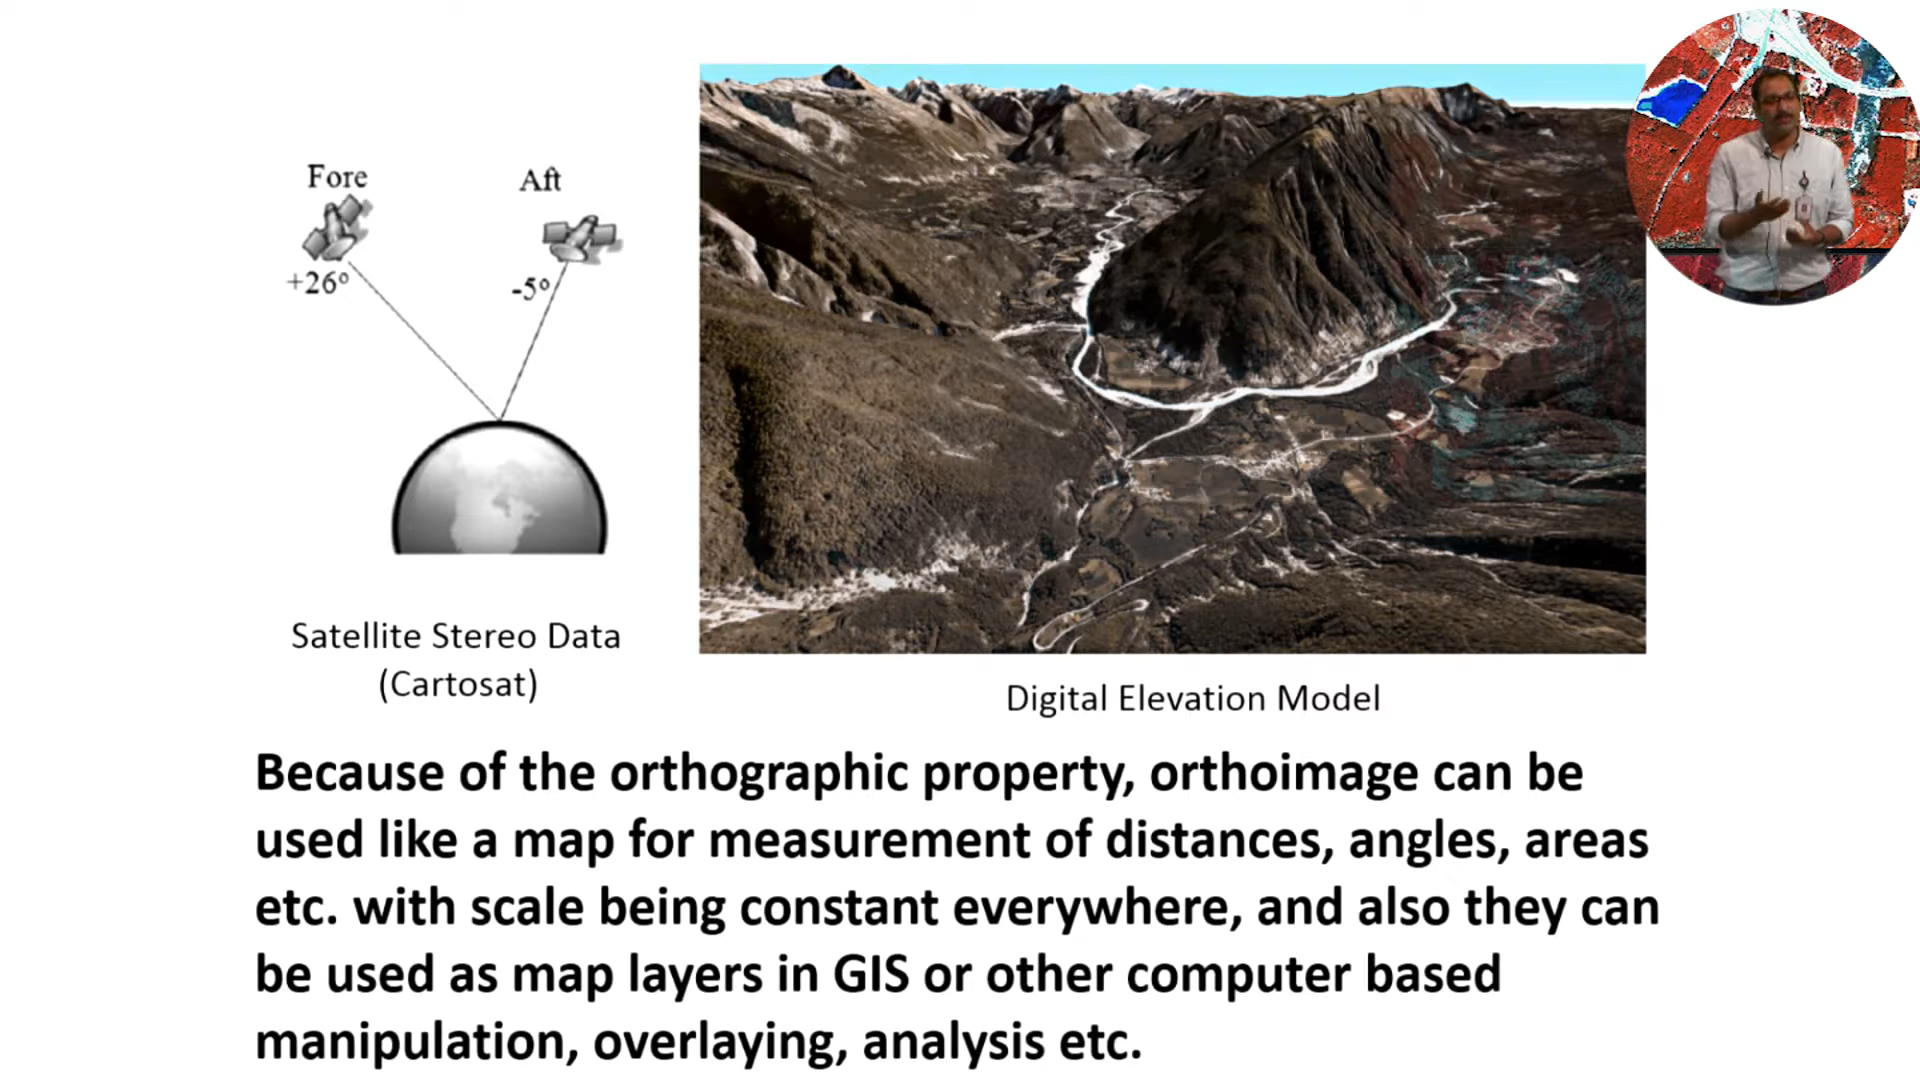 Fore
Aft
+26°
-5°
Satellite Stereo Data
(Cartosat)
Digital Elevation Model
Because of the orthographic property, orthoimage can be
used like a map for measurement of distances, angles, areas
etc. with scale being constant everywhere, and also they can
be used as map layers in GIS or other computer based
manipulation, overlaying, analysis etc.